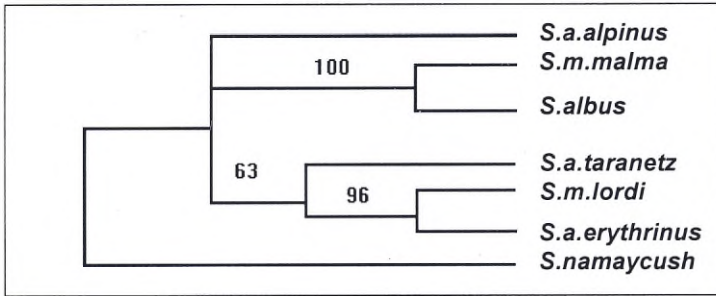 S.a.alpinus
100
S.m.malma
S.albus
63
S.a.taranetz
96
S.m.lordi
S.a.erythrinus
S.namaycush